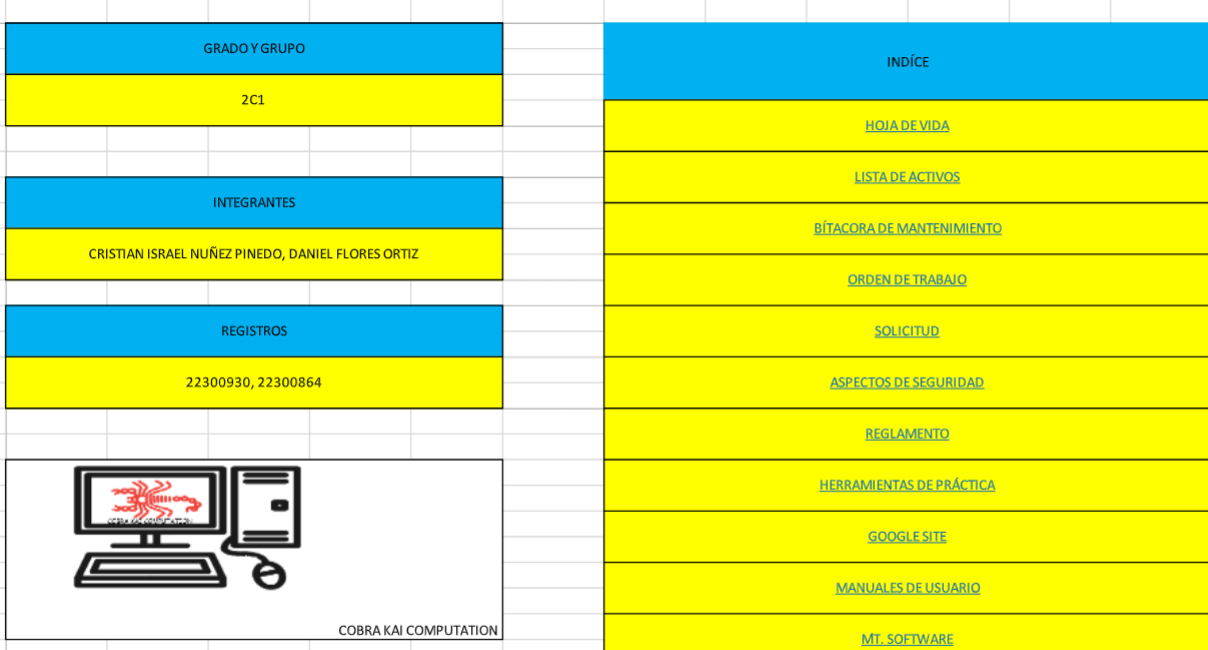 GRADO Y GRUPO
2C1
INTEGRANTES
CRISTIAN ISRAEL NUÑEZ PINEDO, DANIEL FLORES ORTIZ
REGISTROS
22300930, 22300864
COBRA KAI COMPUTATION
COBRA KAI COMPUTATION
INDÍCE
HOJA DE VIDA
LISTA DE ACTIVOS
BÍTACORA DE MANTENIMIENTO
ORDEN DE TRABAJO
SOLICITUD
ASPECTOS DE SEGURIDAD
REGLAMENTO
HERRAMIENTAS DE PRÁCTICA
GOOGLE SITE
MANUALES DE USUARIO
MT. SOFTWARE